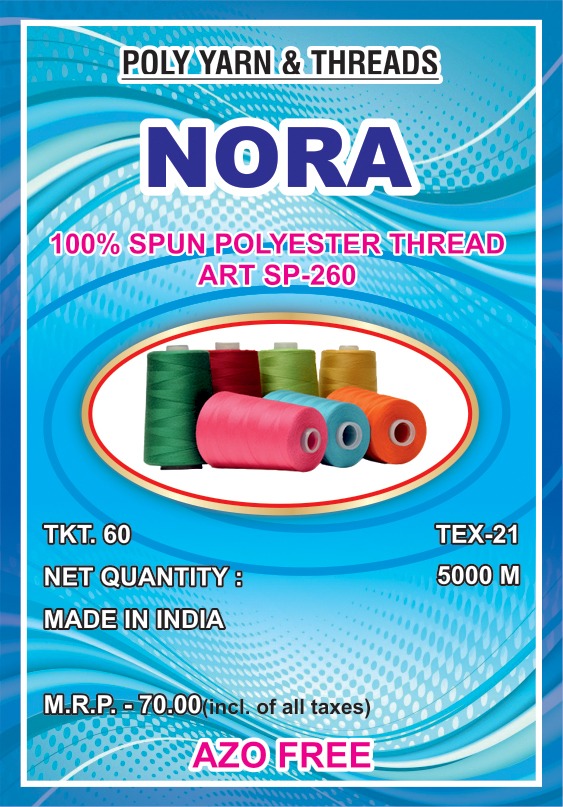 POLY YARN & THREADS
NORA
100% SPUN POLYESTER THREAD
ART SP-260
TKT. 60 TEX-21
NET QUANTITY : 5000 M
MADE IN INDIA
M.R.P. - 70.00(incl. of all taxes)
AZO FREE